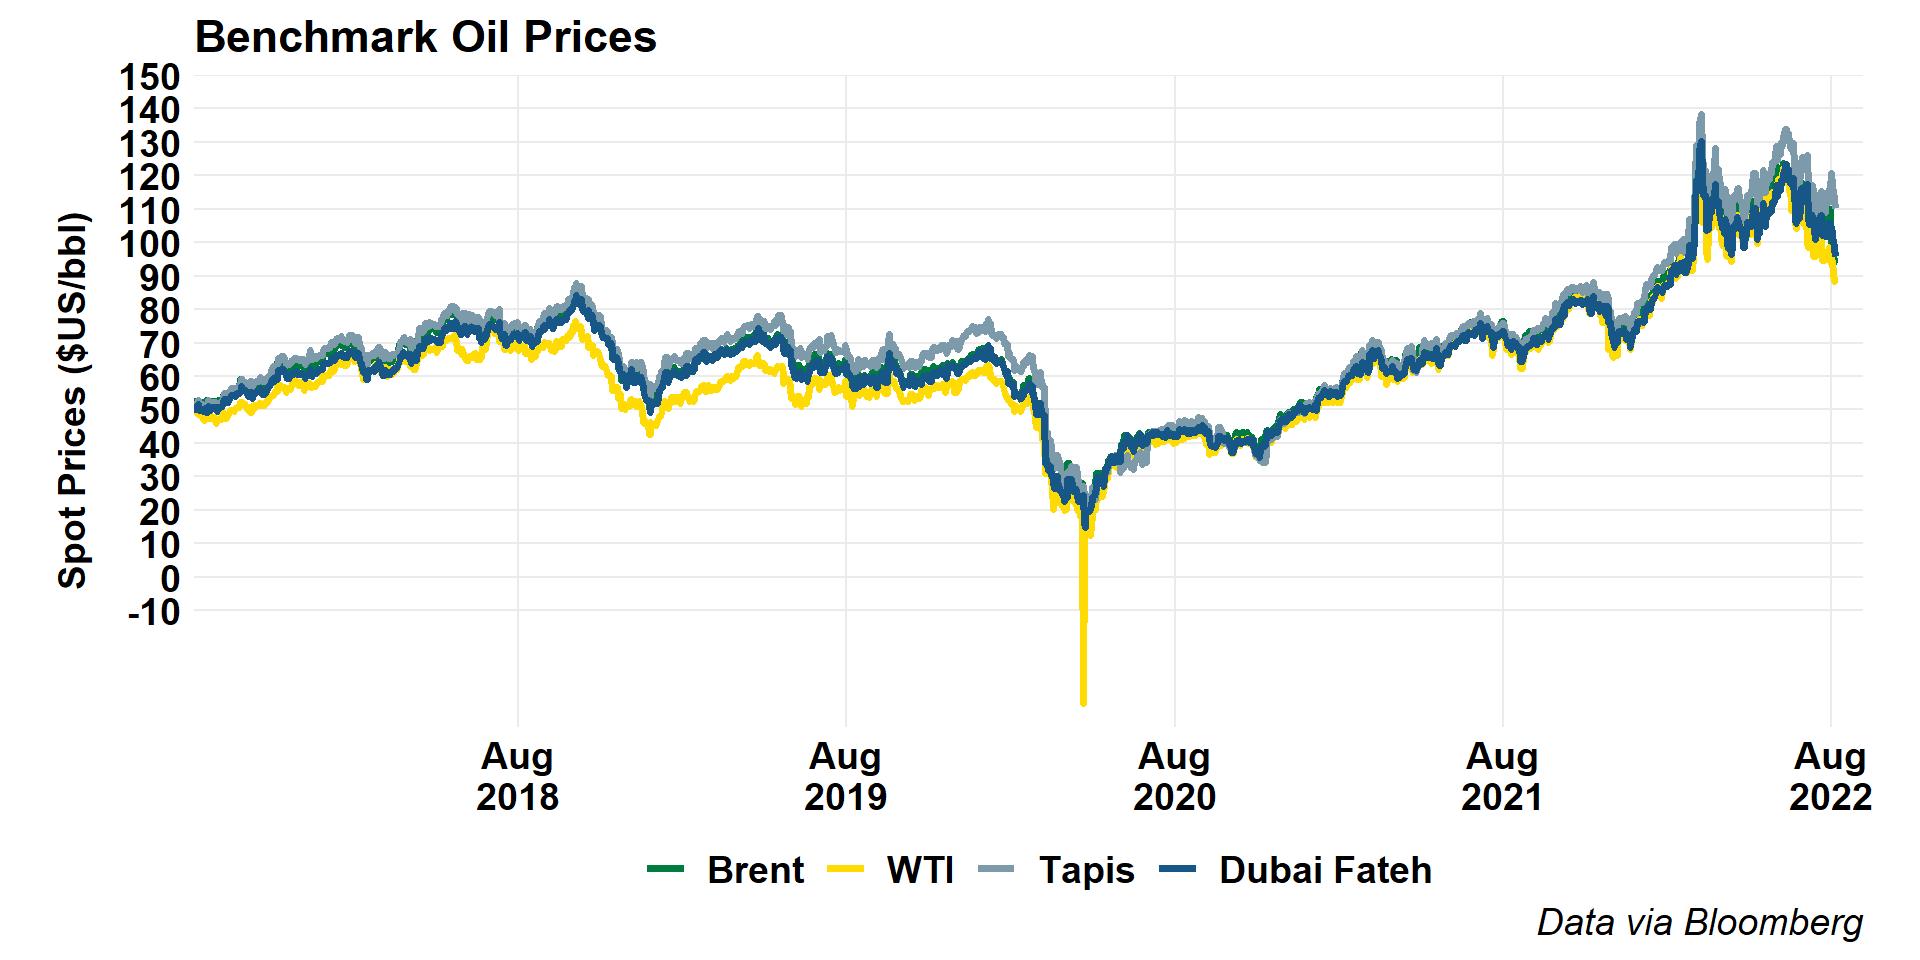 Benchmark Oil Prices
Spot Prices ($US/bbl)
150
140
130
120
110
100
90
80
70
60
50
40
30
20
10
0
-10
Aug 2018
Aug 2019
Aug 2020
Aug 2021
Aug 2022
Brent WTI Tapis Dubai Fateh
Data via Bloomberg